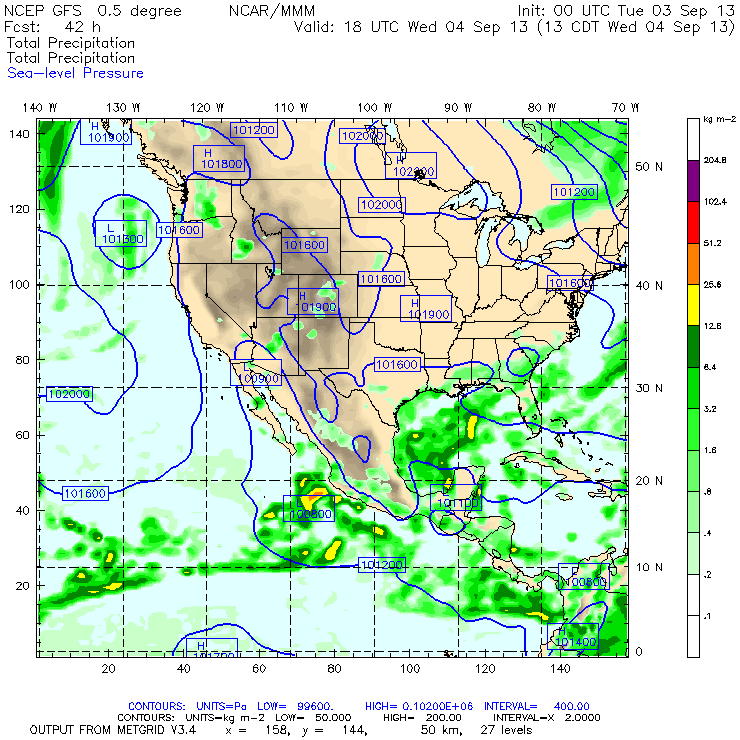 NCEP GFS 0.5 degree NCAR/MMM Init: 00 UTC Tue 03 Sep 13
Fcst: 42 h Valid: 18 UTC Wed 04 Sep 13 (13 CDT Wed 04 Sep 13)
Total Precipitation
Total Precipitation
Sea-level Pressure
140 W 130 W 120 W 110 W 100 W 90 W 80 W 70 W
kg m-2
140 H 101900 101200 102000
H 101800 H 50 N 204.8
101200 102.4
120 102000
L 101600 101600 51.2
101600
100 101600 101600 40 N 25.6
H 101900 H 101900
12.8
80 101600 6.4
L 100900
102000 30 N 3.2
60 1.6
101600 20 N .8
40 101100
.4
20 101200 10 N .2
L
.1
H H 101400 0
20 40 60 80 100 120 140
CONTOURS: UNITS=Pa LOW= 99600. HIGH= 0.10200E+06 INTERVAL= 400.00
CONTOURS: UNITS=kg m-2 LOW= 50.000 HIGH= 200.00 INTERVAL=X 2.0000
OUTPUT FROM METGRID V3.4 x = 158, y = 144, 50 km, 27 levels